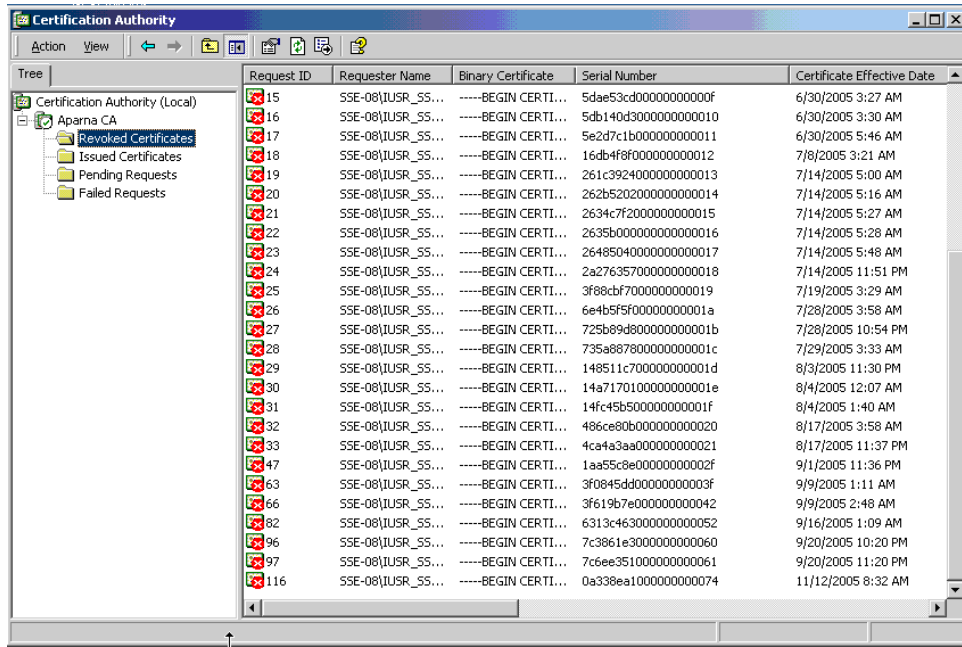 Certification Authority
Action View
Tree
Request ID Requester Name Binary Certificate Serial Number Certificate Effective Date
Certification Authority (Local)
Aparna CA
Revoked Certificates
Issued Certificates
Pending Requests
Failed Requests
15 SSE-08\IUSR_SS... -----BEGIN CERTI... 5dae53cd00000000000f 6/30/2005 3:27 AM
16 SSE-08\IUSR_SS... -----BEGIN CERTI... 5db140d3000000000010 6/30/2005 3:30 AM
17 SSE-08\IUSR_SS... -----BEGIN CERTI... 5e2d7c1b000000000011 6/30/2005 5:46 AM
18 SSE-08\IUSR_SS... -----BEGIN CERTI... 16db4f8f000000000012 7/8/2005 3:21 AM
19 SSE-08\IUSR_SS... -----BEGIN CERTI... 261c3924000000000013 7/14/2005 5:00 AM
20 SSE-08\IUSR_SS... -----BEGIN CERTI... 262b5202000000000014 7/14/2005 5:16 AM
21 SSE-08\IUSR_SS... -----BEGIN CERTI... 2634c7f2000000000015 7/14/2005 5:27 AM
22 SSE-08\IUSR_SS... -----BEGIN CERTI... 2635b000000000000016 7/14/2005 5:28 AM
23 SSE-08\IUSR_SS... -----BEGIN CERTI... 26485040000000000017 7/14/2005 5:48 AM
24 SSE-08\IUSR_SS... -----BEGIN CERTI... 2a276357000000000018 7/14/2005 11:51 PM
25 SSE-08\IUSR_SS... -----BEGIN CERTI... 3f88cbf7000000000019 7/19/2005 3:29 AM
26 SSE-08\IUSR_SS... -----BEGIN CERTI... 6e4b5f5f00000000001a 7/28/2005 3:58 AM
27 SSE-08\IUSR_SS... -----BEGIN CERTI... 725b89d800000000001b 7/28/2005 10:54 PM
28 SSE-08\IUSR_SS... -----BEGIN CERTI... 735a887800000000001c 7/29/2005 3:33 AM
29 SSE-08\IUSR_SS... -----BEGIN CERTI... 148511c700000000001d 8/3/2005 11:30 PM
30 SSE-08\IUSR_SS... -----BEGIN CERTI... 14a7170100000000001e 8/4/2005 12:07 AM
31 SSE-08\IUSR_SS... -----BEGIN CERTI... 14fc45b500000000001f 8/4/2005 1:40 AM
32 SSE-08\IUSR_SS... -----BEGIN CERTI... 486ce80b000000000020 8/17/2005 3:58 AM
33 SSE-08\IUSR_SS... -----BEGIN CERTI... 4ca4a3aa000000000021 8/17/2005 11:37 PM
47 SSE-08\IUSR_SS... -----BEGIN CERTI... 1aa55c8e00000000002f 9/1/2005 11:36 PM
63 SSE-08\IUSR_SS... -----BEGIN CERTI... 3f0845dd00000000003f 9/9/2005 1:11 AM
66 SSE-08\IUSR_SS... -----BEGIN CERTI... 3f619b7e000000000042 9/9/2005 2:48 AM
82 SSE-08\IUSR_SS... -----BEGIN CERTI... 6313c463000000000052 9/16/2005 1:09 AM
96 SSE-08\IUSR_SS... -----BEGIN CERTI... 7c3861e3000000000060 9/20/2005 10:20 PM
97 SSE-08\IUSR_SS... -----BEGIN CERTI... 7c6ee351000000000061 9/20/2005 11:20 PM
116 SSE-08\IUSR_SS... -----BEGIN CERTI... 0a338ea1000000000074 11/12/2005 8:32 AM